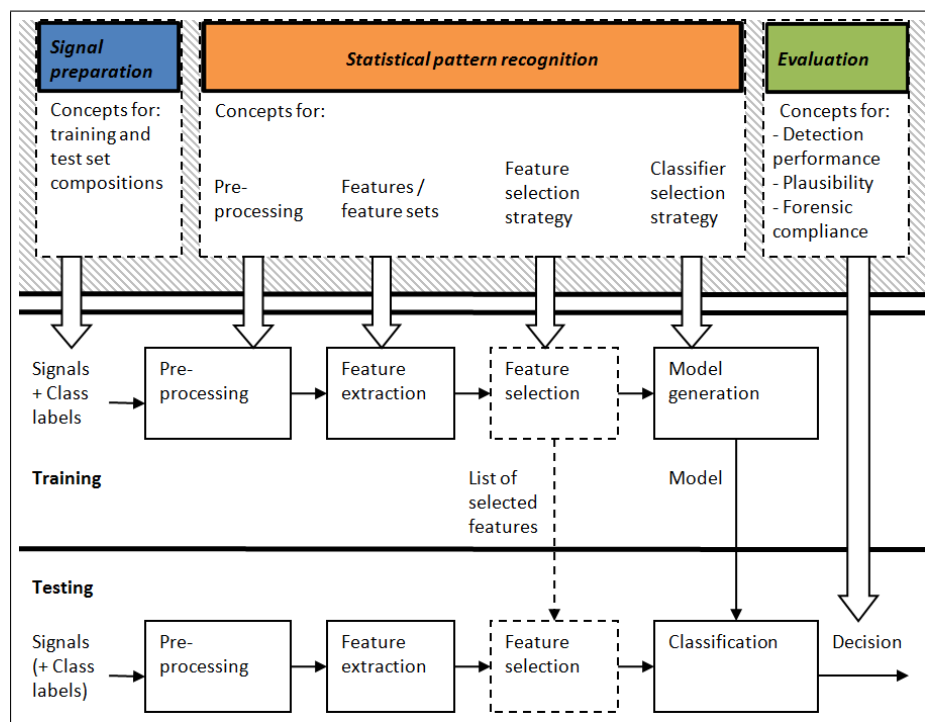 Signal
preparation
Statistical pattern recognition
Evaluation
Concepts for:
training and
test set
compositions
Concepts for:
Pre-
processing
Features /
feature sets
Feature
selection
strategy
Classifier
selection
strategy
Concepts for:
- Detection
performance
- Plausibility
- Forensic
compliance
Signals
+ Class
labels
Pre-
processing
Feature
extraction
Feature
selection
Model
generation
Training
List of
selected
features
Model
Testing
Signals
(+ Class
labels)
Pre-
processing
Feature
extraction
Feature
selection
Classification
Decision